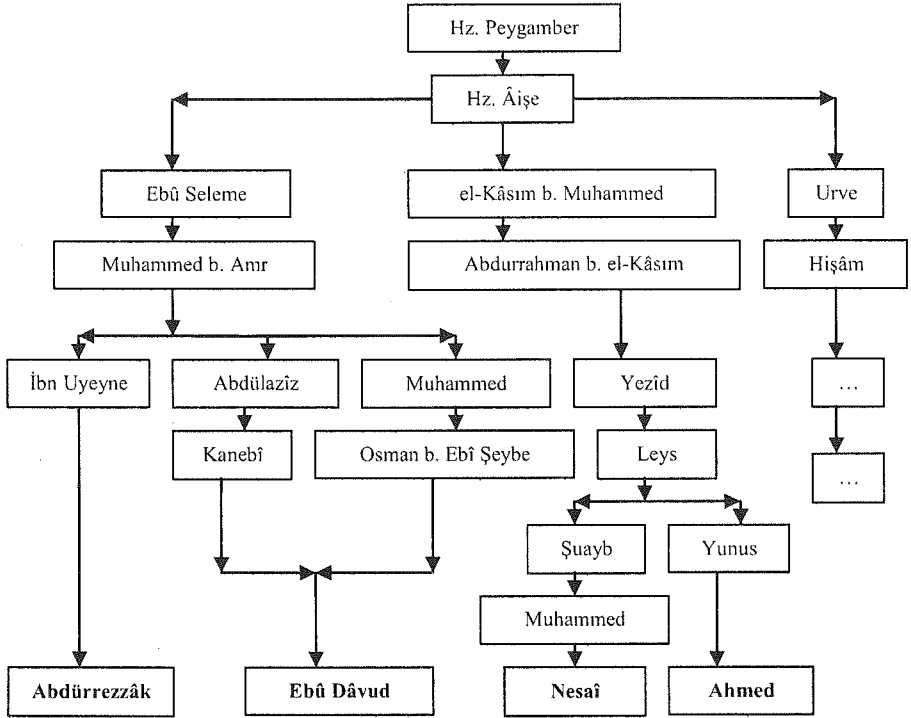 Hz. Peygamber
Hz. Âişe
Ebû Seleme
el-Kâsım b. Muhammed
Urve
Muhammed b. Amr
Abdurrahman b. el-Kâsım
Hişâm
İbn Uyeyne
Abdülazîz
Muhammed
Yezîd
…
Kanebî
Osman b. Ebî Şeybe
Leys
…
Şuayb
Yunus
Muhammed
Abdürrezzâk
Ebû Dâvud
Nesaî
Ahmed